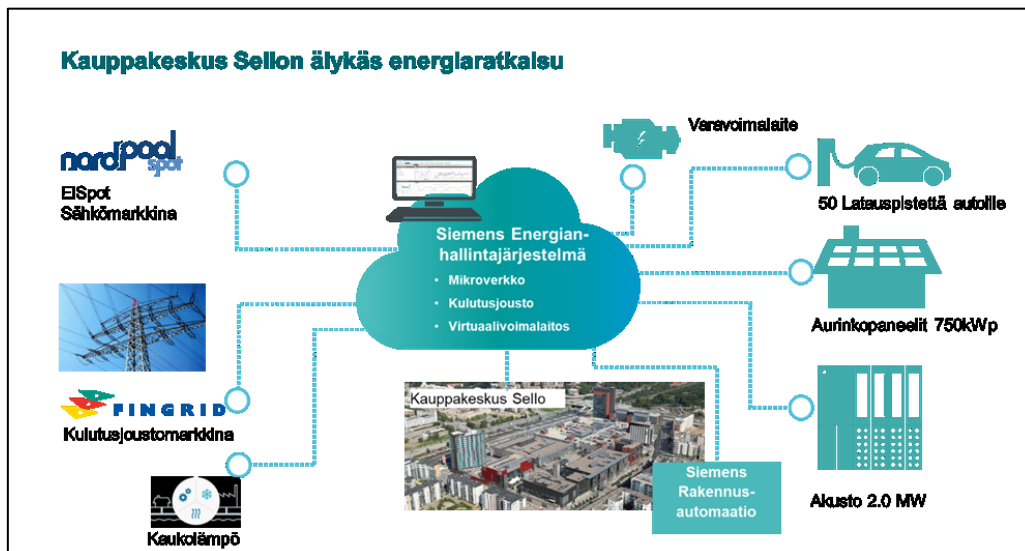 Kauppakeskus Sellon älykäs energiaratkaisu
nord pool
spot
ElSpot
Sähkömarkkina
Varavoimalaite
50 Latauspistettä autoille
Siemens Energian-
hallintajärjestelmä
• Mikroverkko
• Kulutusjousto
• Virtuaalivoimalaitos
Aurinkopaneelit 750kWp
FINGRID
Kulutusjoustomarkkina
Kauppakeskus Sello
Siemens
Rakennus-
automaatio
Akusto 2.0 MW
Kaukolämpö